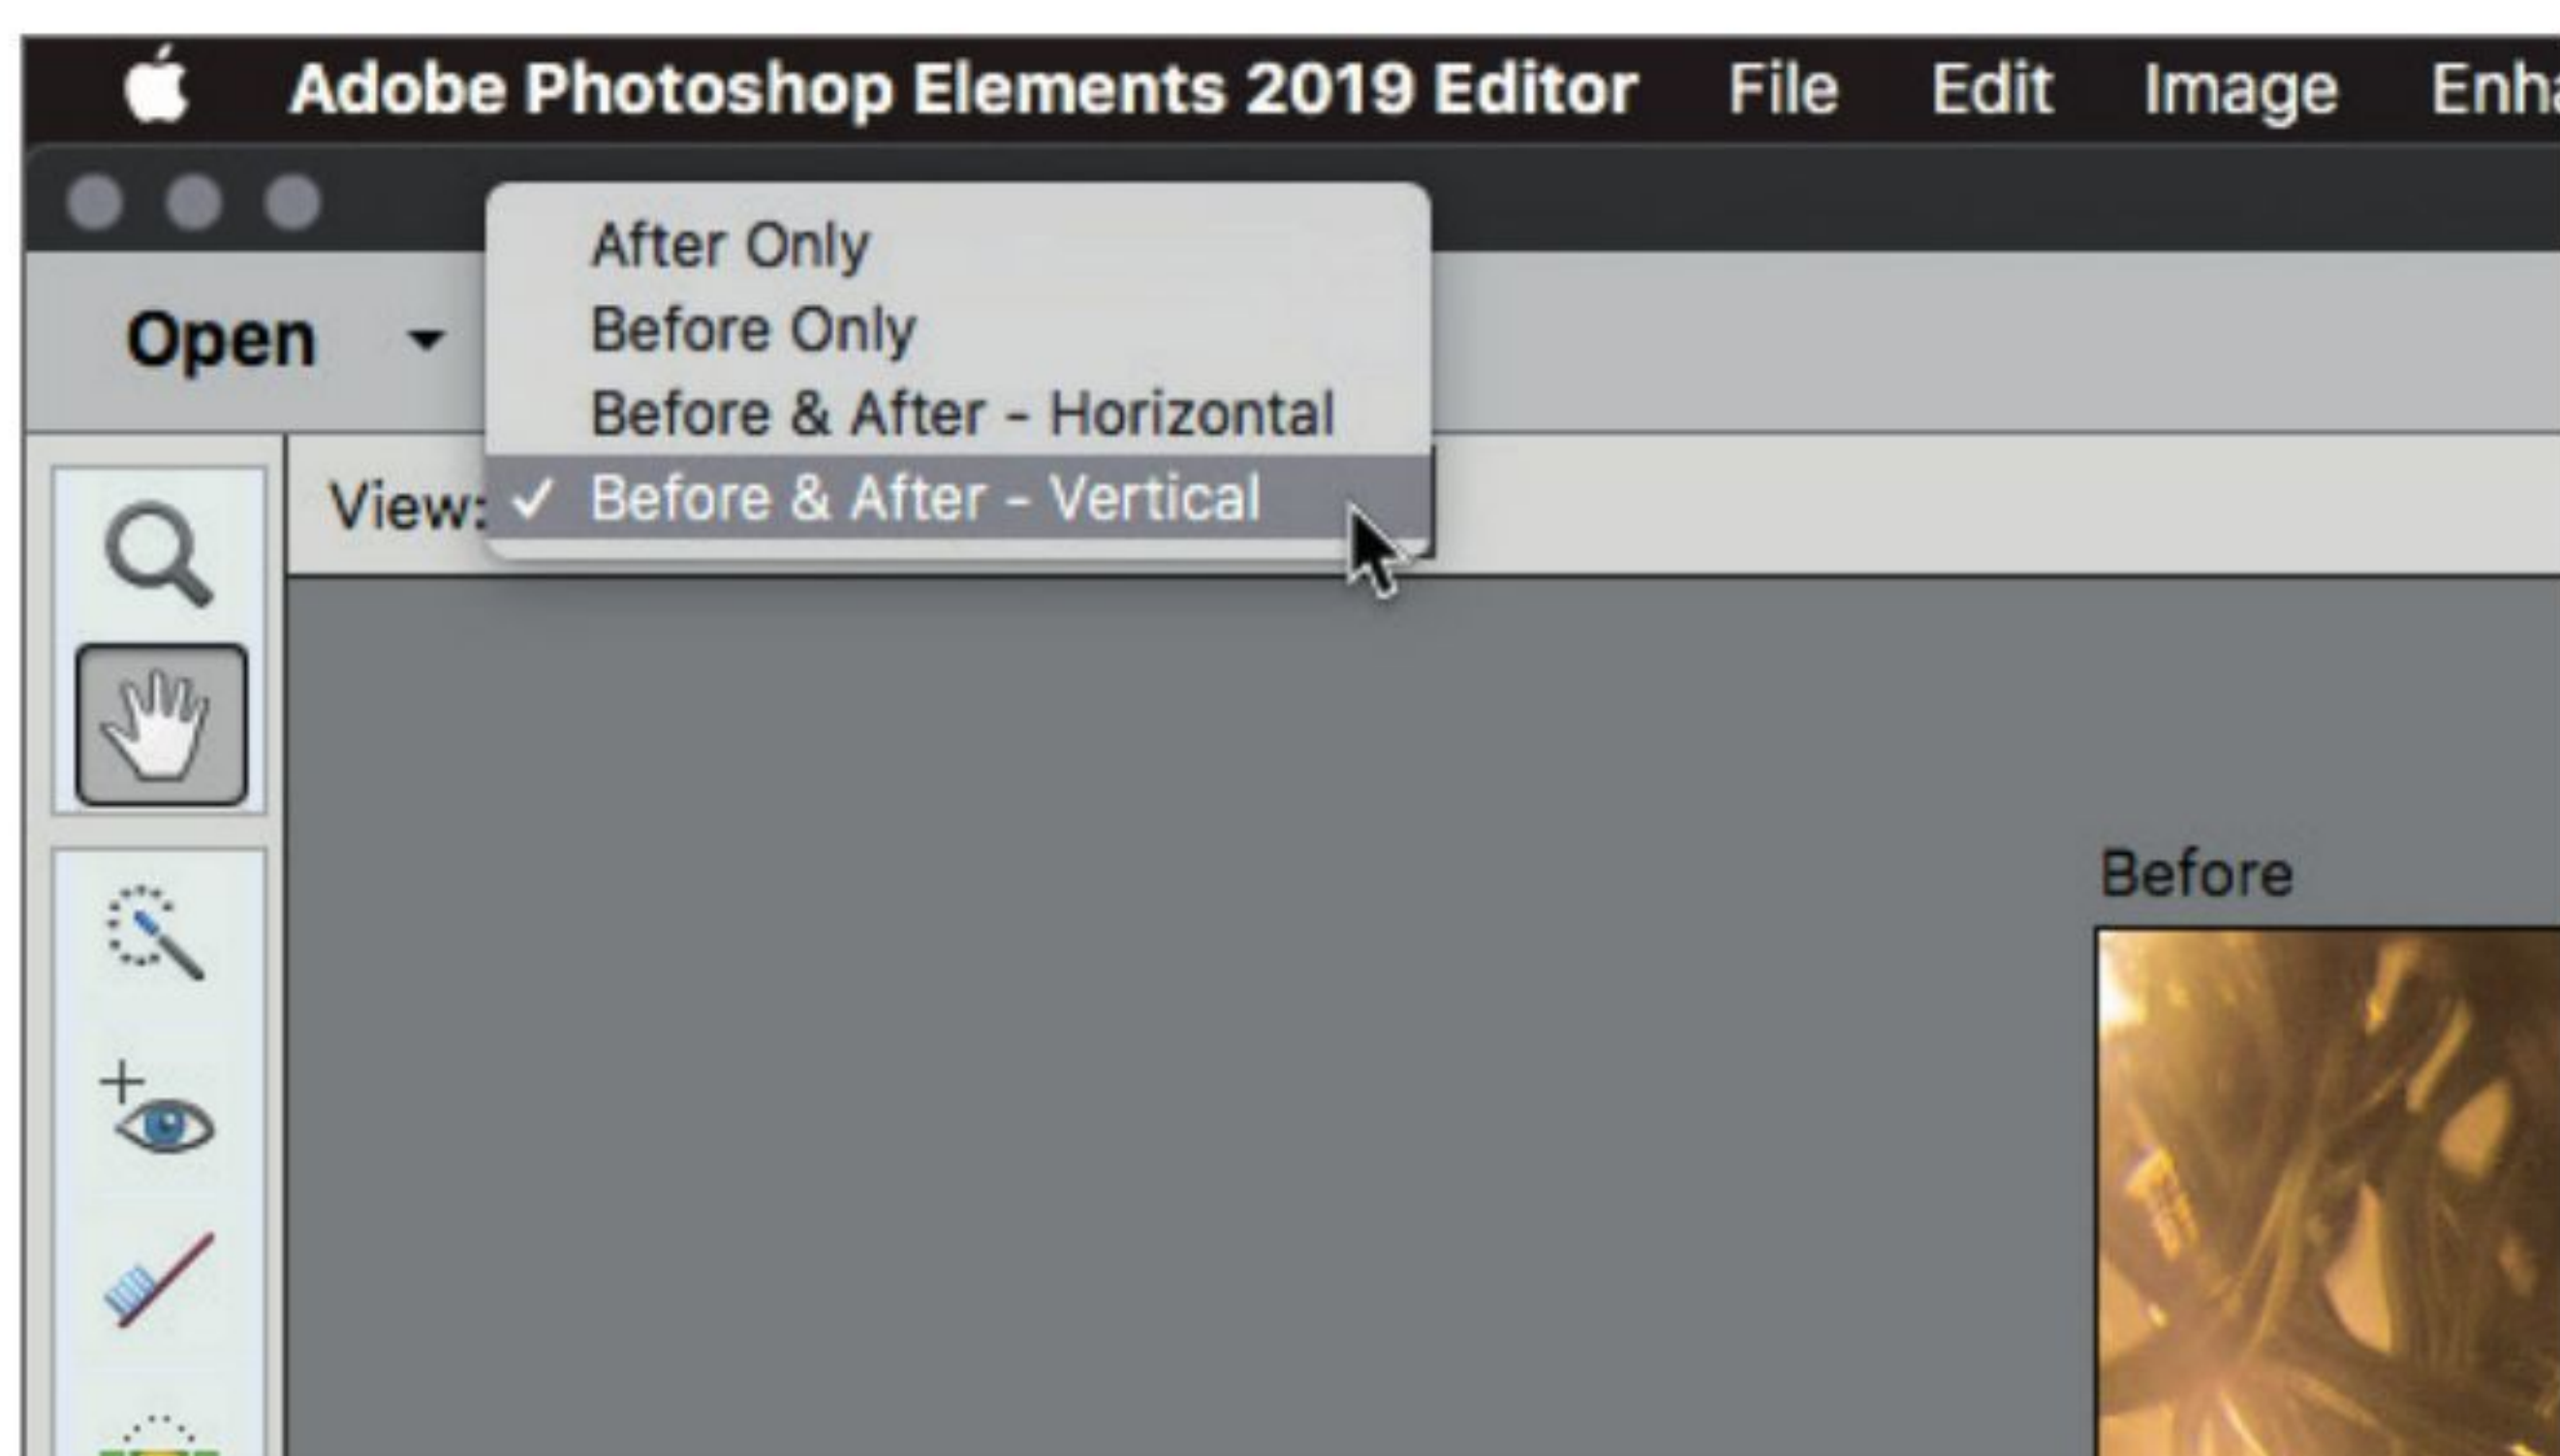 Adobe Photoshop Elements 2019 Editor File Edit Image
After Only
Open
Before Only
Before & After - Horizontal
View: ✓ Before & After - Vertical
Before